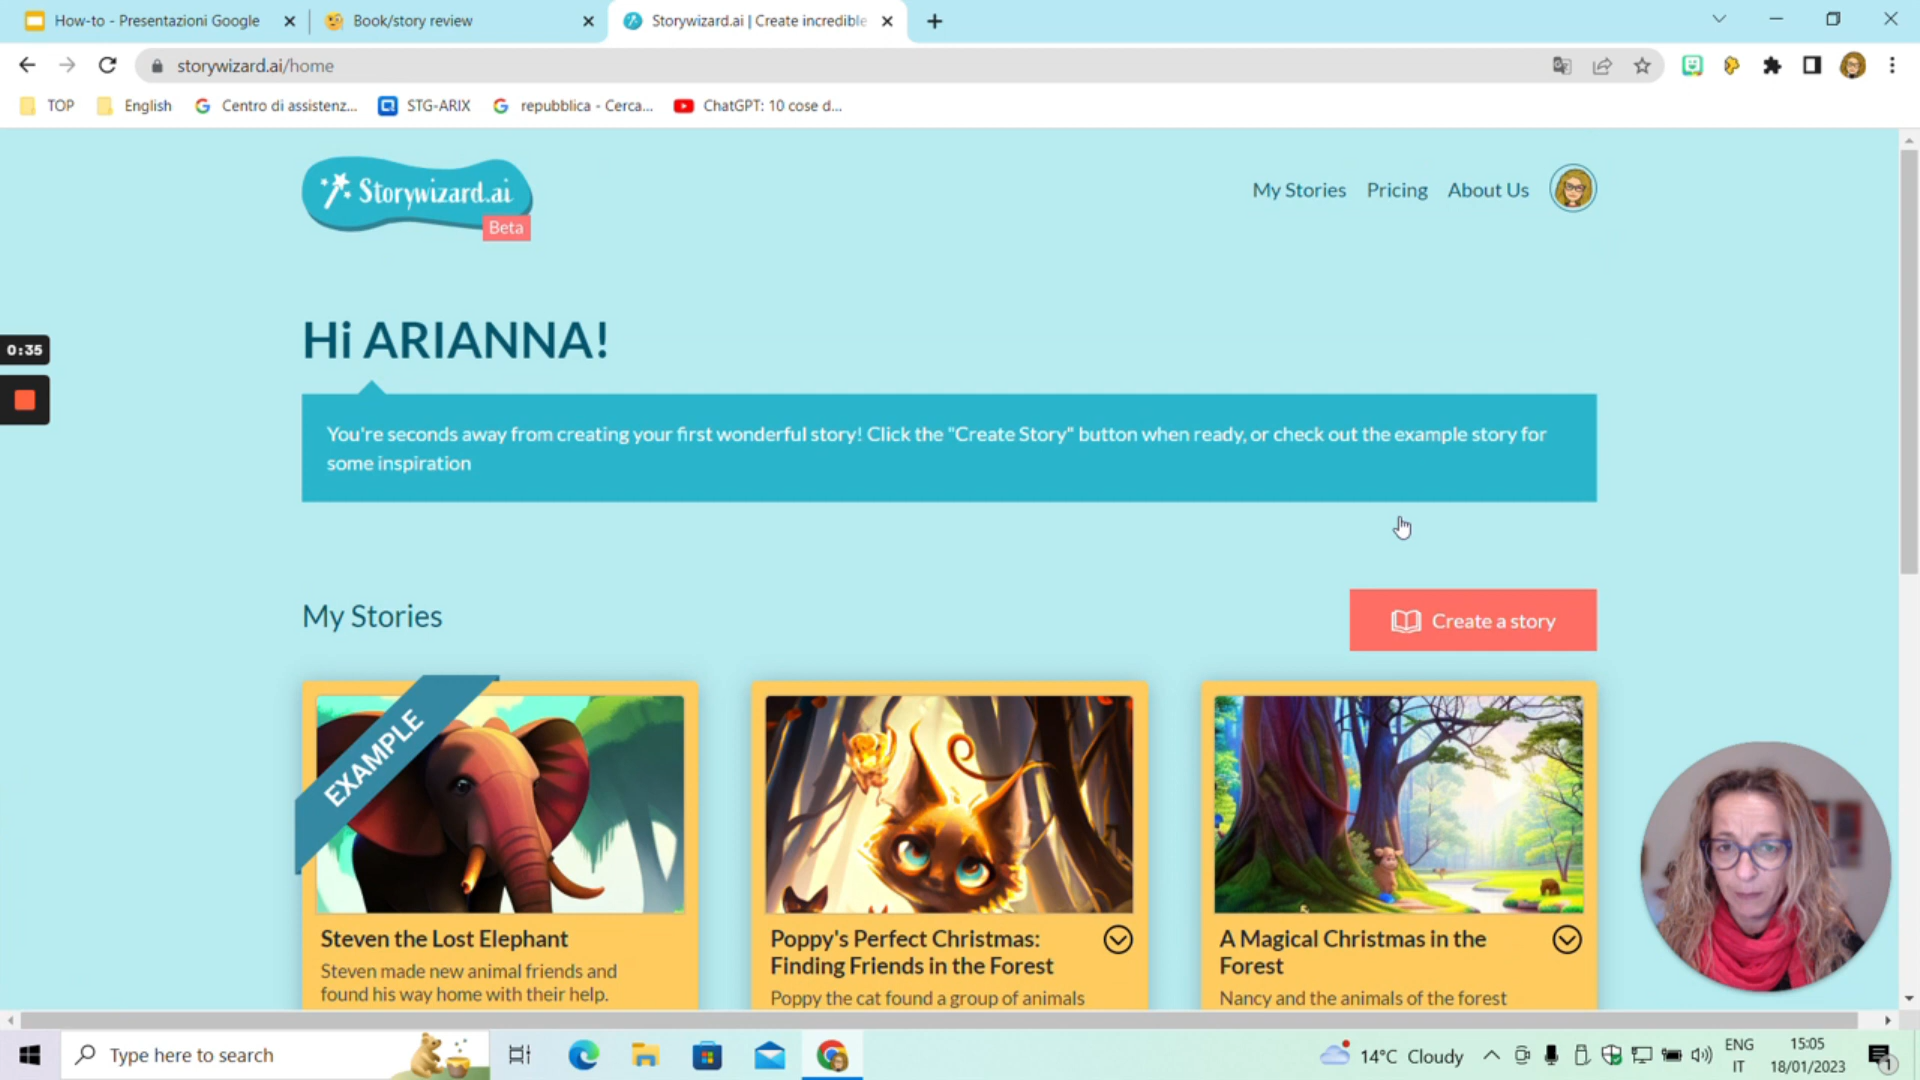 How-to - Presentazioni Google
Book/story review
Storywizard.ai | Create incredible
storywizard.ai/home
TOP
English
Centro di assistenz...
STG-ARIX
repubblica - Cerca...
ChatGPT: 10 cose d...
Storywizard.ai
Beta
My Stories
Pricing
About Us
Hi ARIANNA!
0:35
You're seconds away from creating your first wonderful story! Click the "Create Story" button when ready, or check out the example story for
some inspiration
My Stories
Create a story
EXAMPLE
Steven the Lost Elephant
Steven made new animal friends and
found his way home with their help.
Poppy's Perfect Christmas:
Finding Friends in the Forest
Poppy the cat found a group of animals
A Magical Christmas in the
Forest
Nancy and the animals of the forest
Type here to search
14°C Cloudy
ENG
IT
15:05
18/01/2023
1